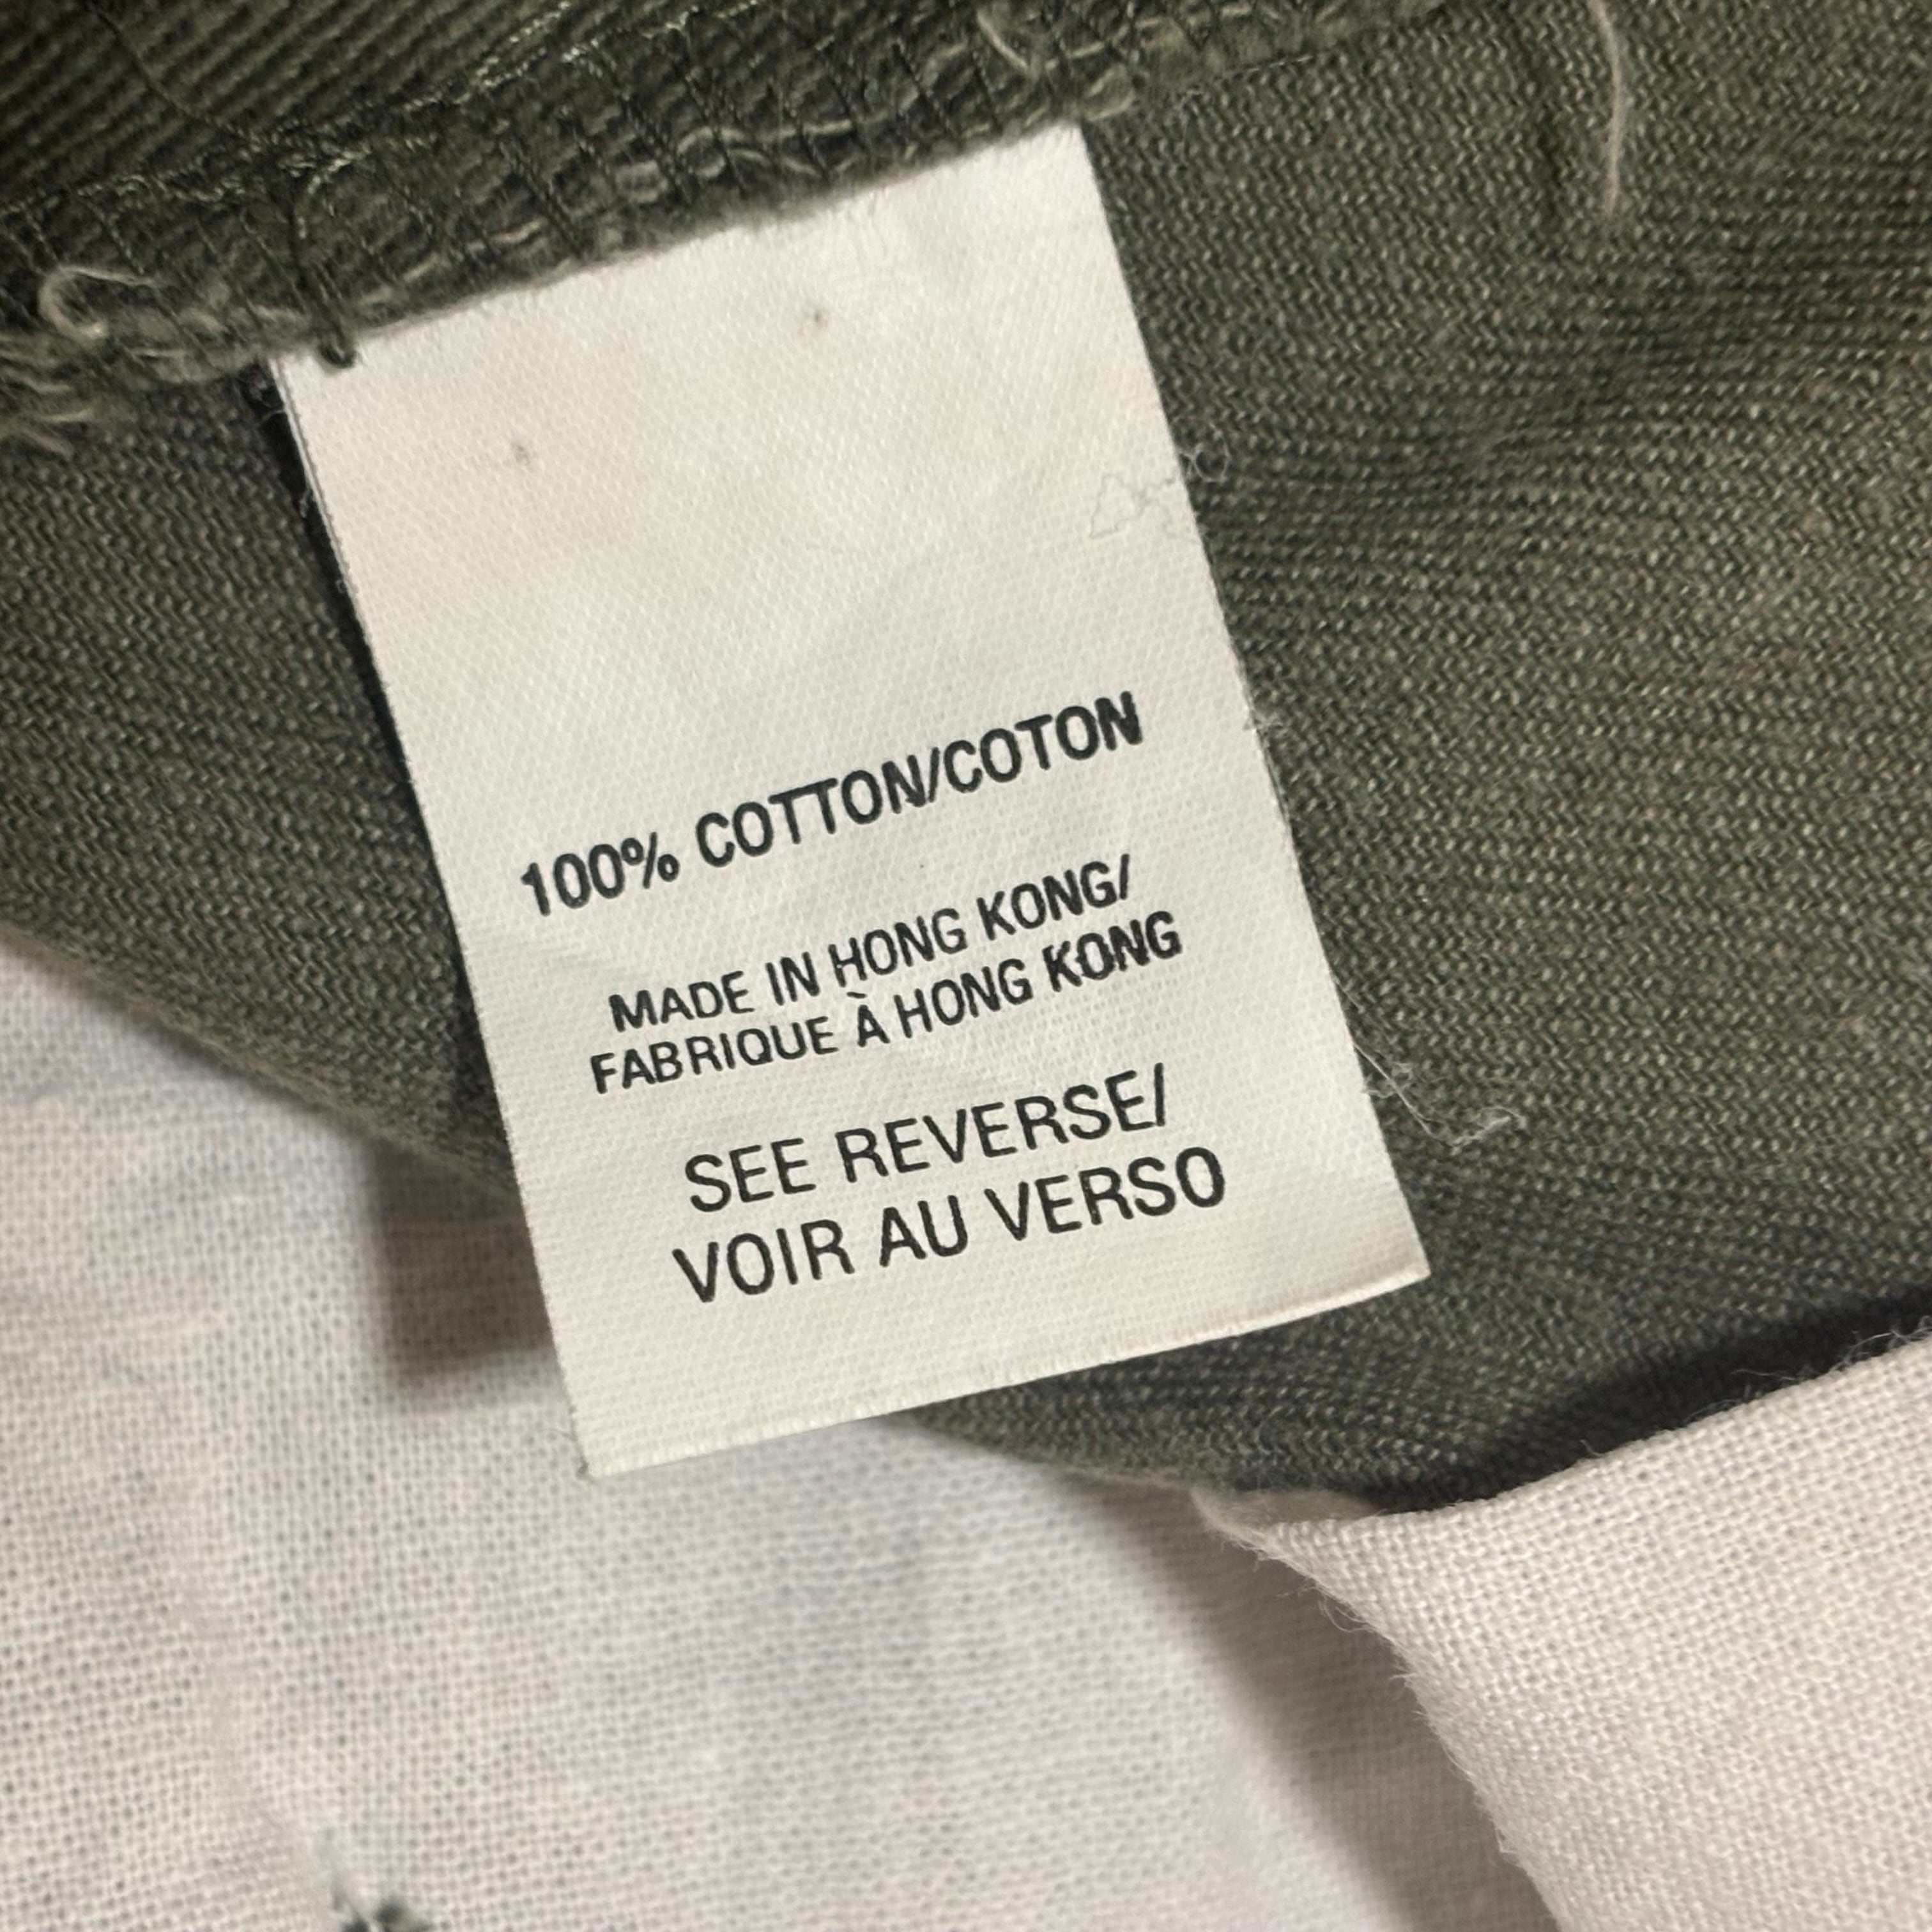 100% COTTON/COTON
MADE IN HONG KONG/
FABRIQUE À HONG KONG
SEE REVERSE/
VOIR AU VERSO